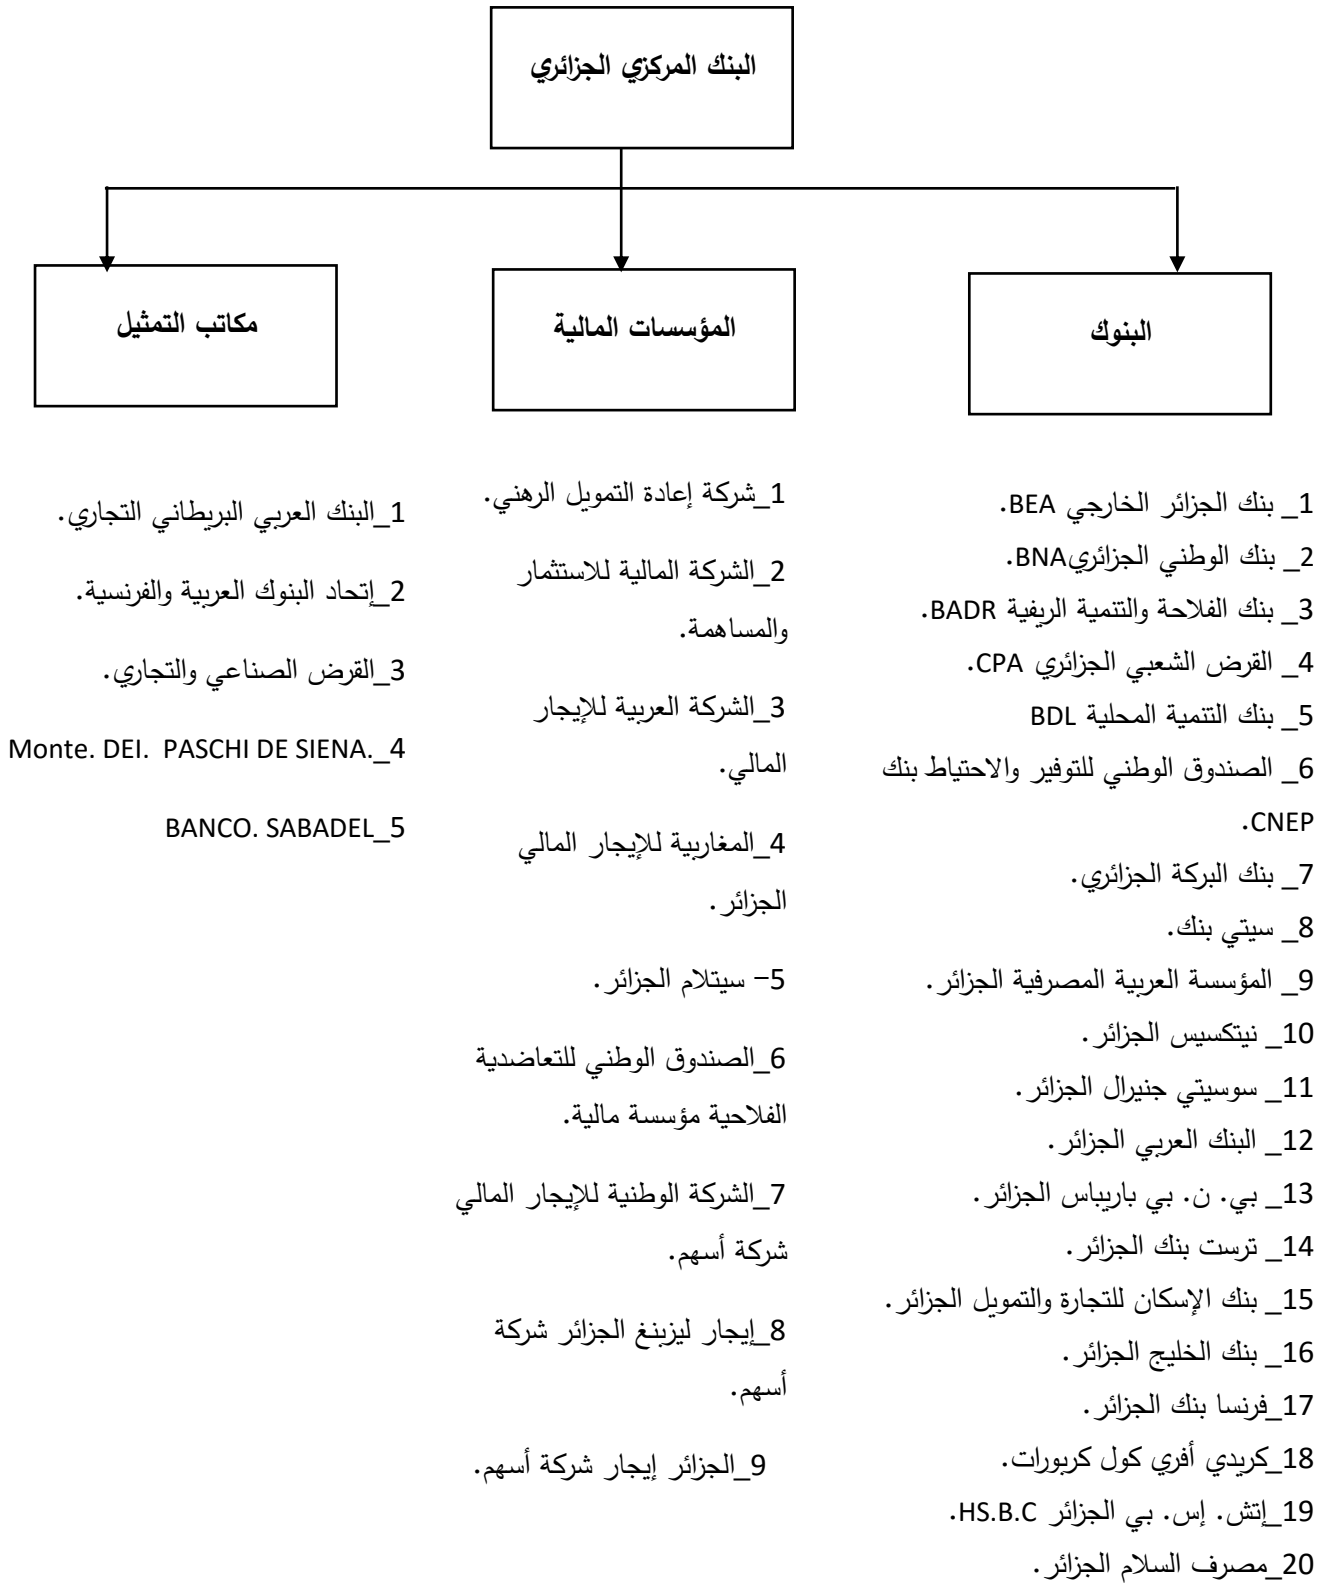 البنك المركزي الجزائري
البنوك
المؤسسات المالية
مكاتب التمثيل
1_ بنك الجزائر الخارجي BEA.
2_ بنك الوطني الجزائريBNA.
3_ بنك الفلاحة والتنمية الريفية BADR.
4_ القرض الشعبي الجزائري CPA.
5_ بنك التنمية المحلية BDL
6_ الصندوق الوطني للتوفير والاحتياط بنك
CNEP.
7_ بنك البركة الجزائري.
8_ سيتي بنك.
9_ المؤسسة العربية المصرفية الجزائر.
10_ نيتكسيس الجزائر.
11_ سوسيتي جنيرال الجزائر.
12_ البنك العربي الجزائر.
13_ بي. ن. بي باريباس الجزائر.
14_ ترست بنك الجزائر.
15_ بنك الإسكان للتجارة والتمويل الجزائر.
16_ بنك الخليج الجزائر.
17_فرنسا بنك الجزائر.
18_كريدي أفري كول كربورات.
19_إتش. إس. بي الجزائر HS.B.C.
20_مصرف السلام الجزائر.
1_شركة إعادة التمويل الرهني.
2_الشركة المالية للاستثمار
والمساهمة.
3_الشركة العربية للإيجار
المالي.
4_المغاربية للإيجار المالي
الجزائر.
5- سيتلام الجزائر.
6_الصندوق الوطني للتعاضدية
الفلاحية مؤسسة مالية.
7_الشركة الوطنية للإيجار المالي
شركة أسهم.
8_إيجار ليزبنغ الجزائر شركة
أسهم.
9_الجزائر إيجار شركة أسهم.
1_البنك العربي البريطاني التجاري.
2_إتحاد البنوك العربية والفرنسية.
3_القرض الصناعي والتجاري.
Monte. DEI. PASCHI DE SIENA._4
BANCO. SABADEL_5